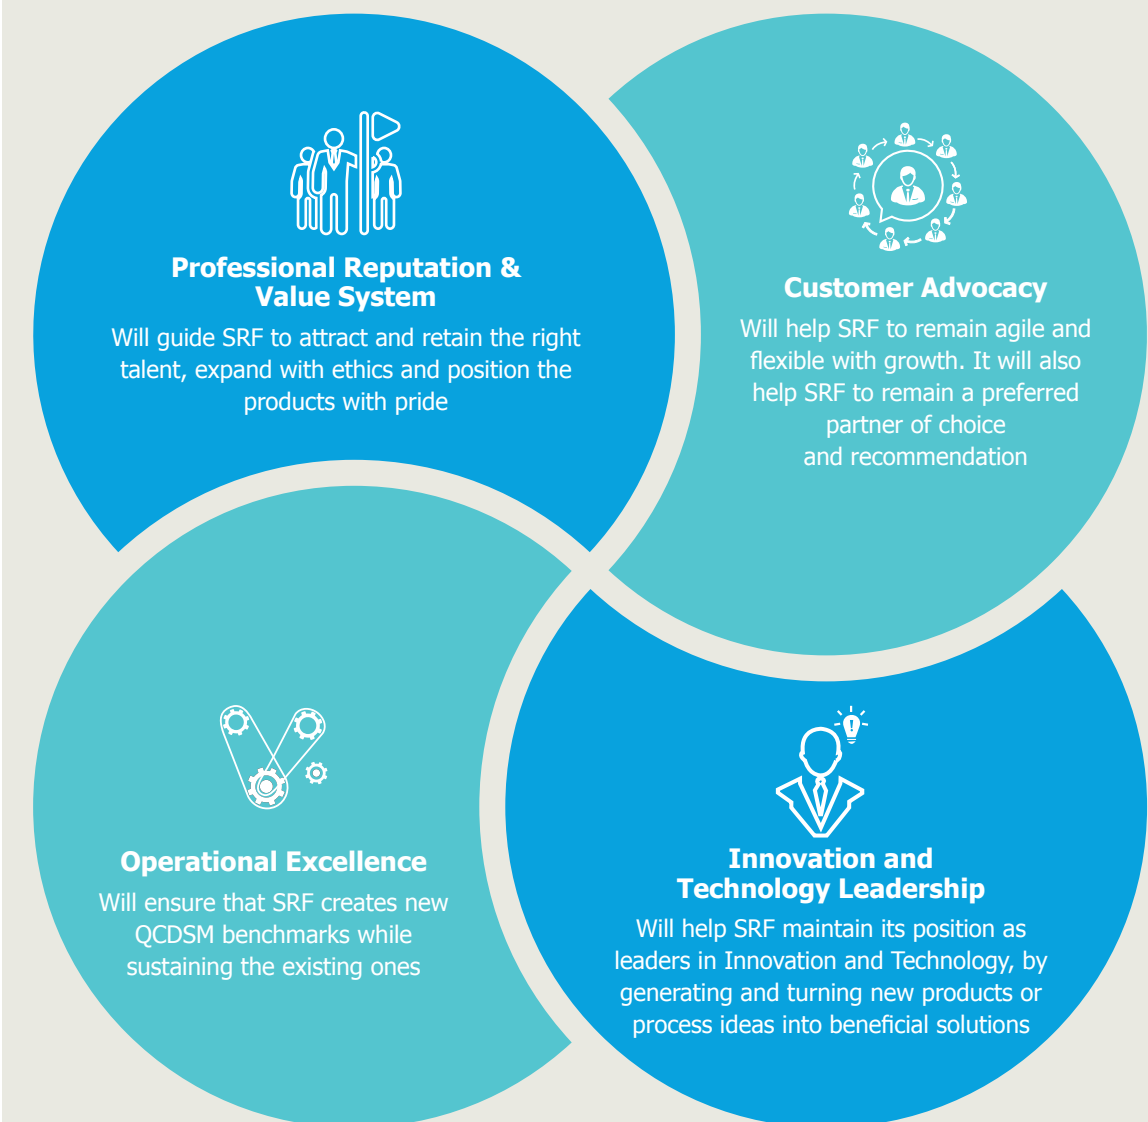 Professional Reputation &
Value System
Will guide SRF to attract and retain the right
talent, expand with ethics and position the
products with pride
Customer Advocacy
Will help SRF to remain agile and
flexible with growth. It will also
help SRF to remain a preferred
partner of choice
and recommendation
Operational Excellence
Will ensure that SRF creates new
QCDSM benchmarks while
sustaining the existing ones
Innovation and
Technology Leadership
Will help SRF maintain its position as
leaders in Innovation and Technology, by
generating and turning new products or
process ideas into beneficial solutions